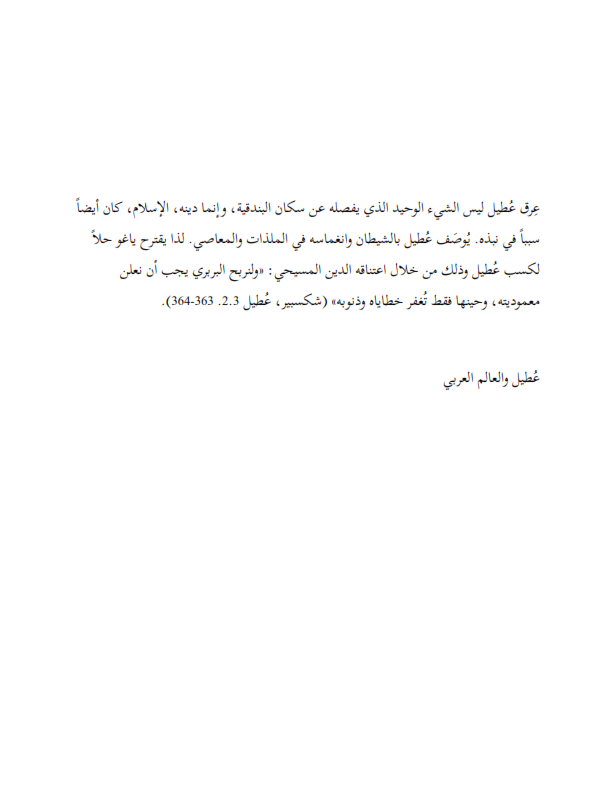 عِرق عُطيل ليس الشيء الوحيد الذي يفصله عن سكان البندقية، وإنما دينه، الإسلام، كان أيضاً
سبباً في نبذه. يُوصَف عُطيل بالشيطان وانغماسه في الملذات والمعاصي. لذا يقترح ياغو حلاً
لكسب عُطيل وذلك من خلال اعتناقه الدين المسيحي: «ولنربح البربري يجب أن نعلن
معموديته، وحينها فقط تُغفر خطاياه وذنوبه» (شكسبير، عُطيل 2.3. 363-364).
عُطيل والعالم العربي